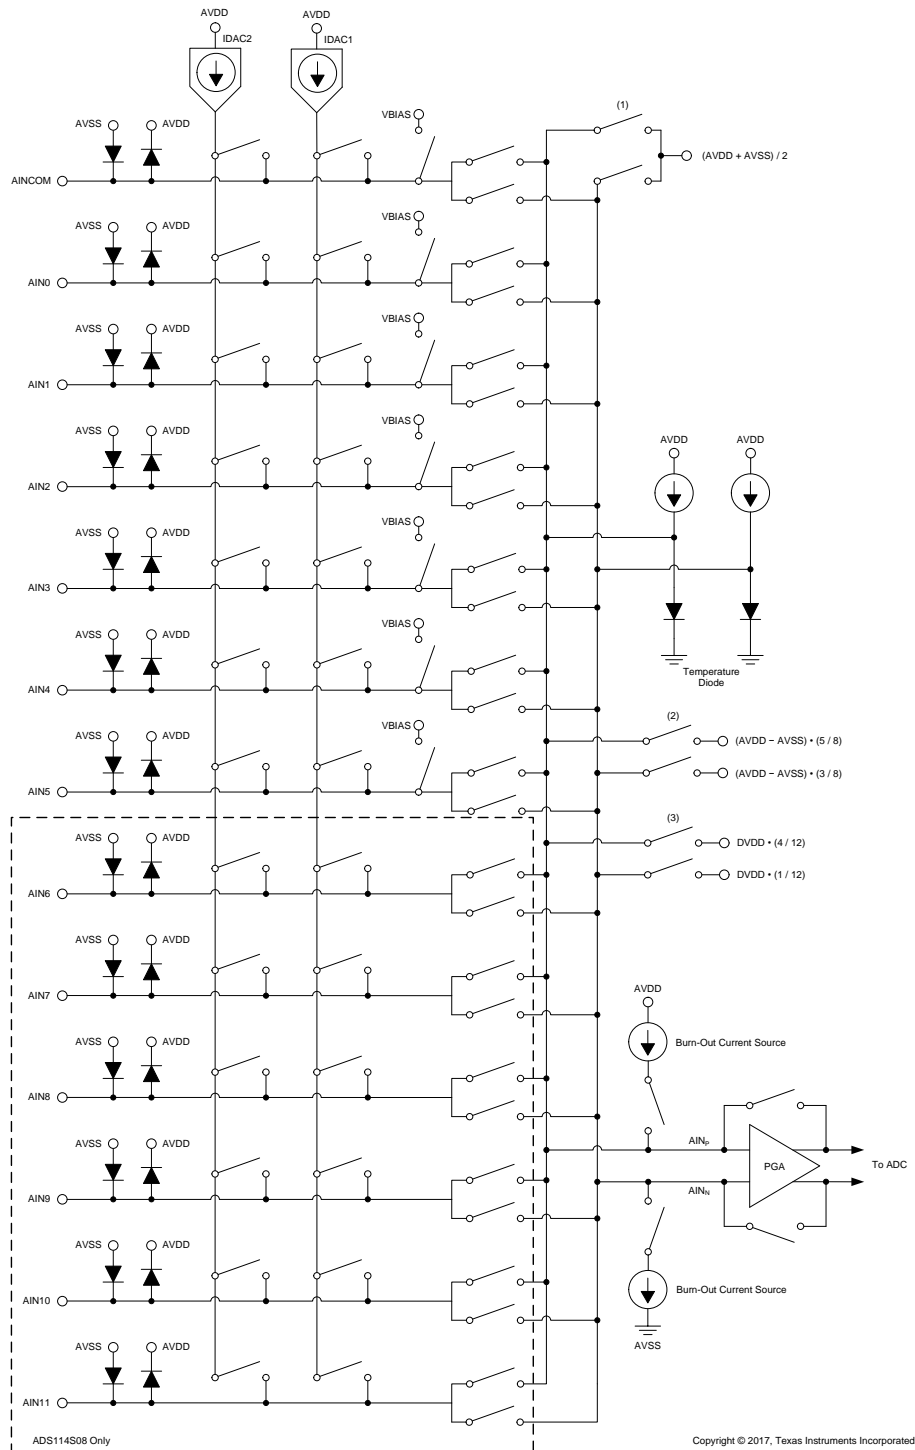 AVDD
AVDD
IDAC2
IDAC1
VBIAS
(1)
AVSS
AVDD
(AVDD + AVSS) / 2
AINCOM
VBIAS
AVSS
AVDD
AIN0
VBIAS
AVSS
AVDD
AIN1
VBIAS
AVSS
AVDD
AVDD
AVDD
AIN2
VBIAS
AVSS
AVDD
AIN3
VBIAS
AVSS
AVDD
Temperature
Diode
AIN4
VBIAS
(2)
AVSS
AVDD
(AVDD − AVSS) • (5 / 8)
(AVDD − AVSS) • (3 / 8)
AIN5
(3)
AVSS
AVDD
DVDD • (4 / 12)
DVDD • (1 / 12)
AIN6
AVSS
AVDD
AVDD
AIN7
AVSS
AVDD
Burn-Out Current Source
AIN8
AVSS
AVDD
AINP
PGA
To ADC
AINN
AIN9
AVSS
AVDD
Burn-Out Current Source
AIN10
AVSS
AVDD
AVSS
AIN11
ADS114S08 Only
Copyright © 2017, Texas Instruments Incorporated